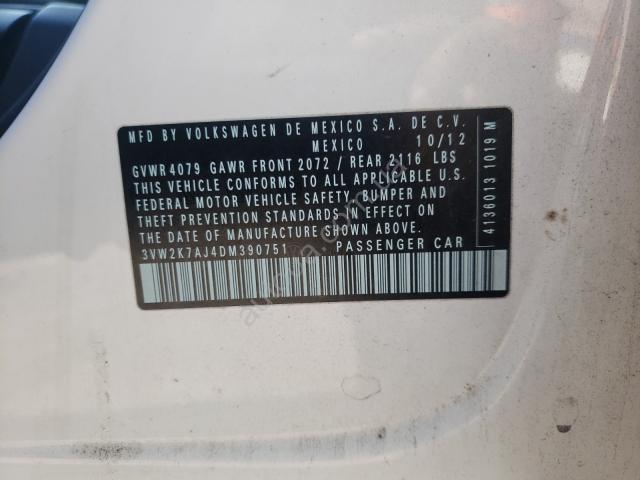 MFD BY VOLKSWAGEN DE MEXICO S.A. DE C.V.
MEXICO 10/12
GVWR 4079 GAWR FRONT 2072 / REAR 2116 LBS
THIS VEHICLE CONFORMS TO ALL APPLICABLE U.S.
FEDERAL MOTOR VEHICLE SAFETY, BUMPER AND
THEFT PREVENTION STANDARDS IN EFFECT ON
THE DATE OF MANUFACTURE SHOWN ABOVE.
3VW2K7AJ4DM390751 PASSENGER CAR
4136013 1019 M